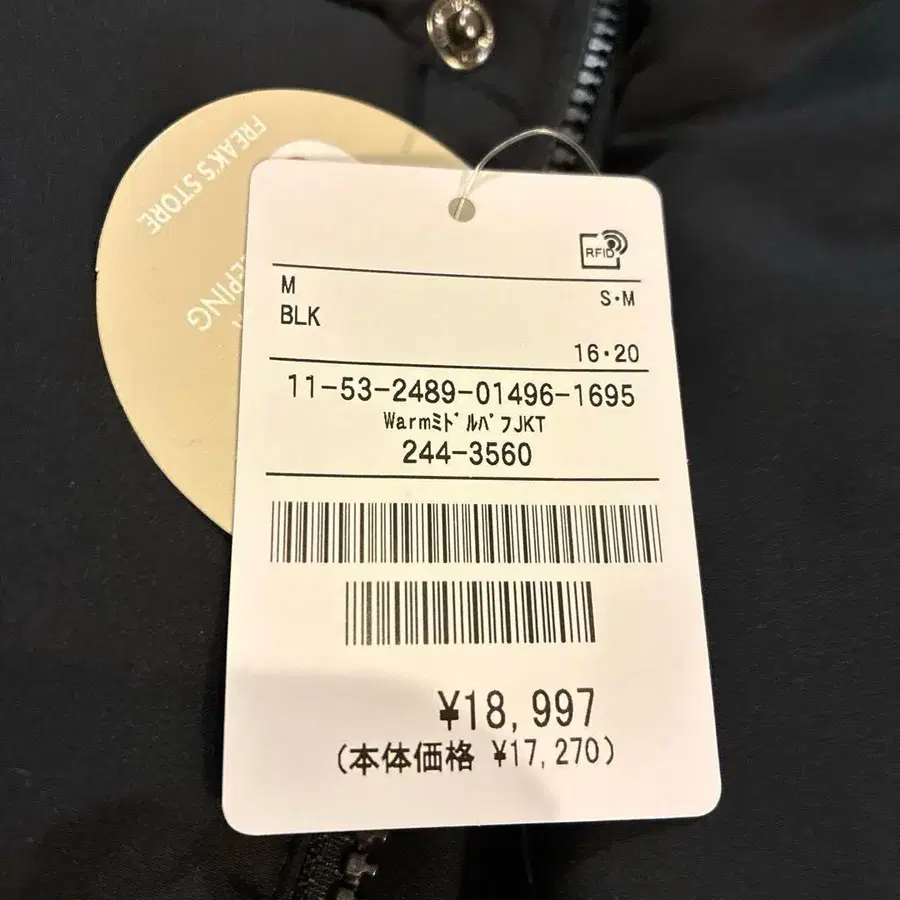 FREAK'S STORE
RFID
M
S・M
BLK
16・20
11-53-2489-01496-1695
WarmﾐﾄﾞﾙﾊﾟﾌJKT
244-3560
¥18,997
(本体価格 ¥17,270)